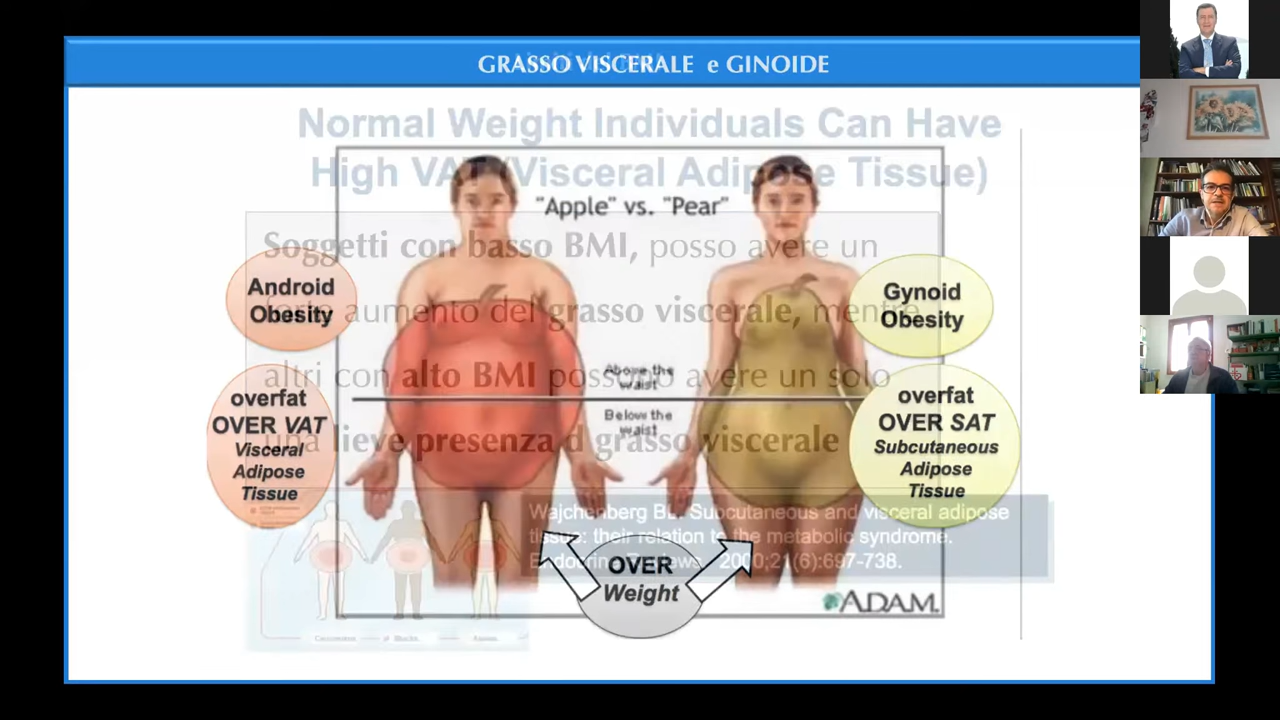 GRASSO VISCERALE e GINOIDE
Normal Weight Individuals Can Have
High VAT (Visceral Adipose Tissue)
"Apple" vs. "Pear"
Soggetti con basso BMI, posso avere un
aumento del grasso viscerale, mentre
altri con alto BMI possono avere un solo
una lieve presenza d grasso viscerale
Android
Obesity
Gynoid
Obesity
overfat
OVER VAT
Visceral
Adipose
Tissue
Above the
waist
Below the
waist
overfat
OVER SAT
Subcutaneous
Adipose
Tissue
Wajchenberg BL. Subcutaneous and visceral adipose
tissue: their relation to the metabolic syndrome.
Endocrine Reviews. 2000;21(6):697-738.
OVER
Weight
ADAM.
Caucasians
Blacks
Asians